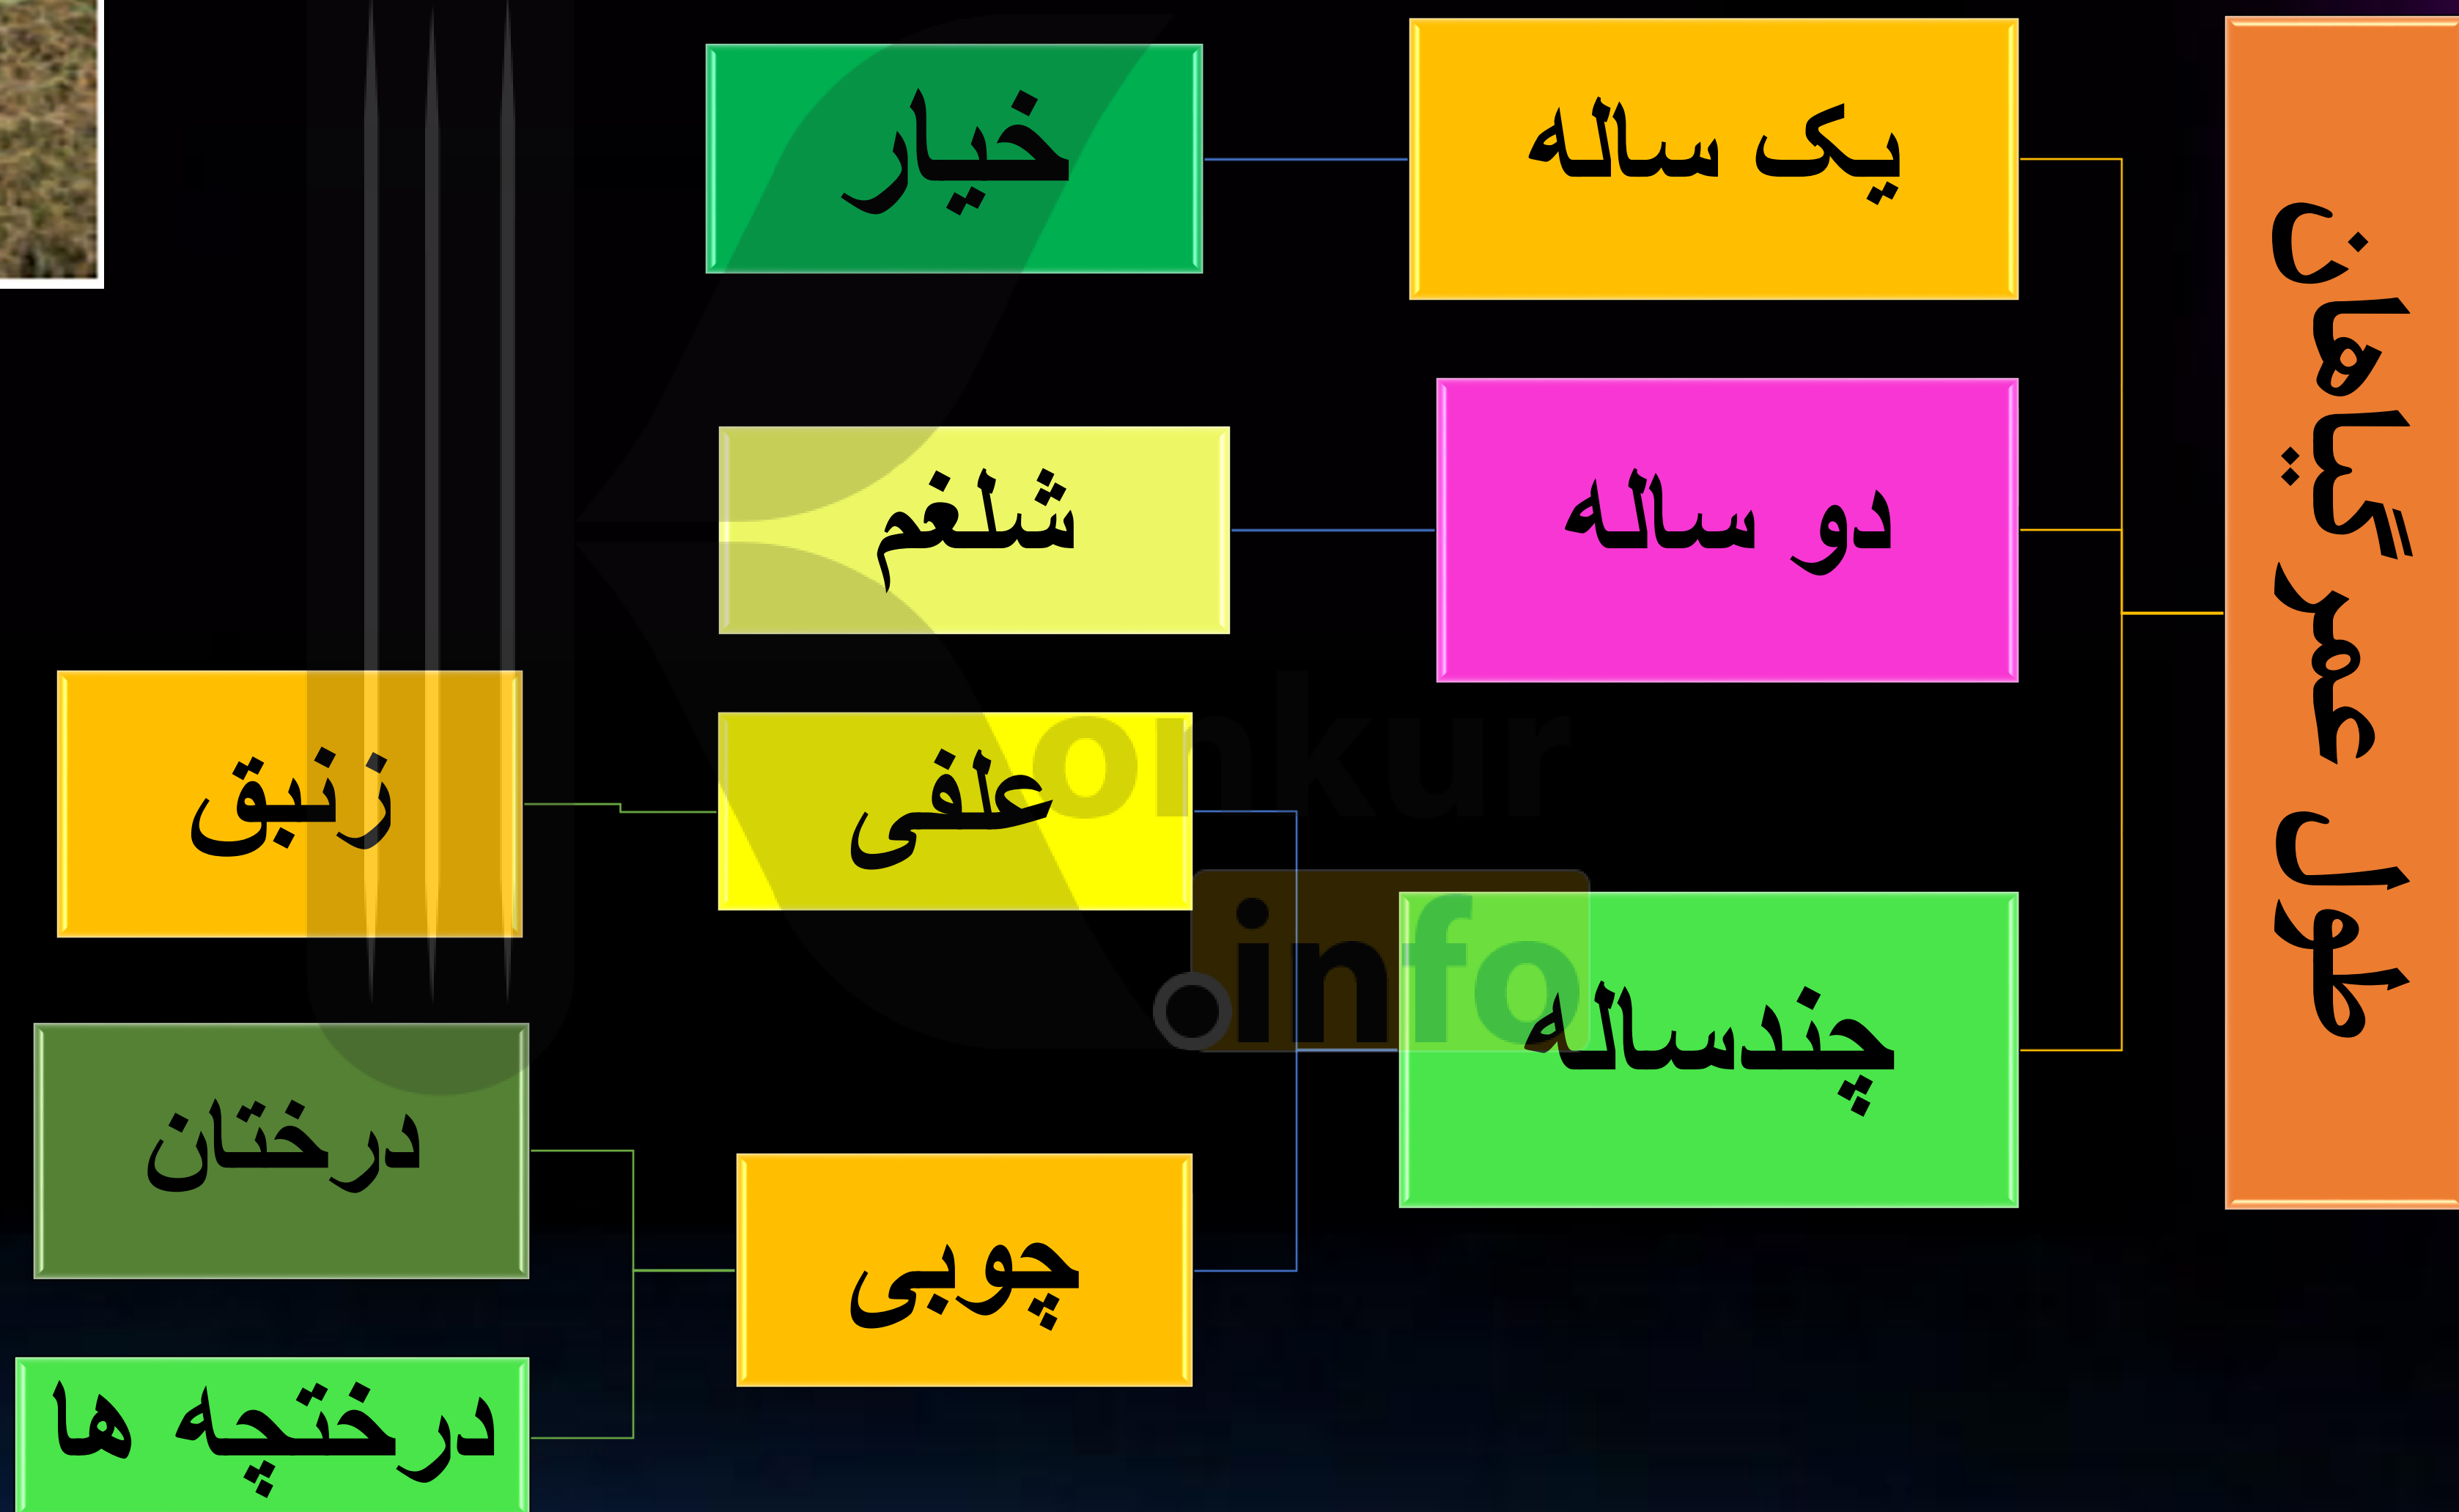 طول عمر گیاهان
یک ساله
خیار
دو ساله
شلغم
چندساله
علفی
زنبق
چوبی
درختان
درختچه ها
onkur
.info